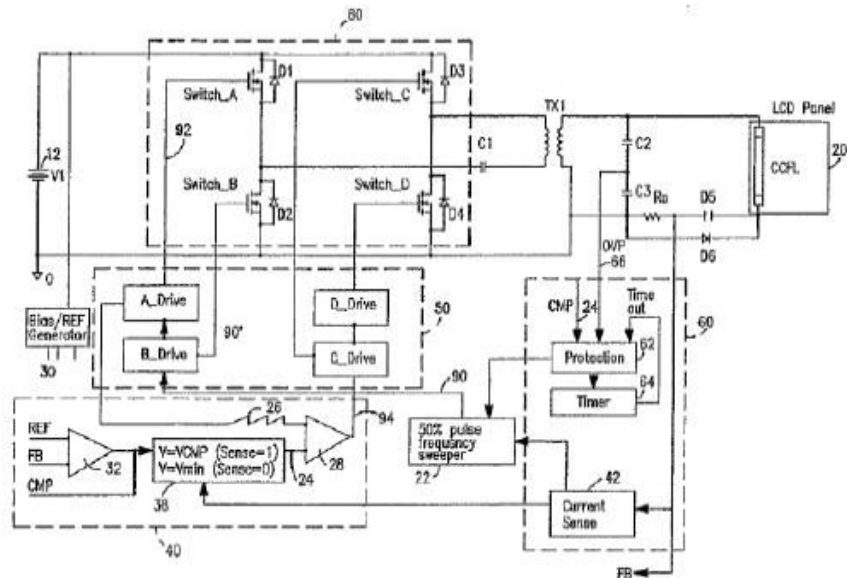 60
D1
D3
Switch_A
Switch_C
TX1
LCD Panel
92
12
V1
C1
C2
20
CCFL
Switch_B
Switch_D
D2
D4
C3
D5
D6
OVP
66
0
A_Drive
D_Drive
50
CMP
24
Time
out
60
Bias/REF
Generator
90'
B_Drive
C_Drive
Protection
62
30
90
Timer
64
26
94
REF
FB
CMP
32
V=VCMP (Sense=1)
V=Vmin (Sense=0)
24
28
50% pulse
frequency
sweeper
22
42
38
Current
Sense
40
FB